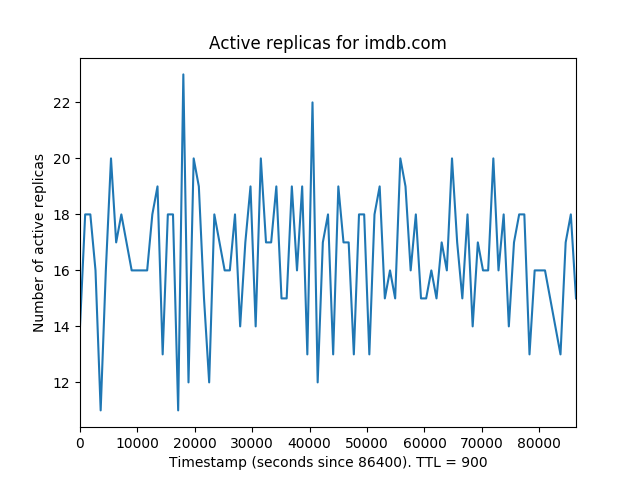 Active replicas for imdb.com
Number of active replicas
22
20
18
16
14
12
0 10000 20000 30000 40000 50000 60000 70000 80000
Timestamp (seconds since 86400). TTL = 900